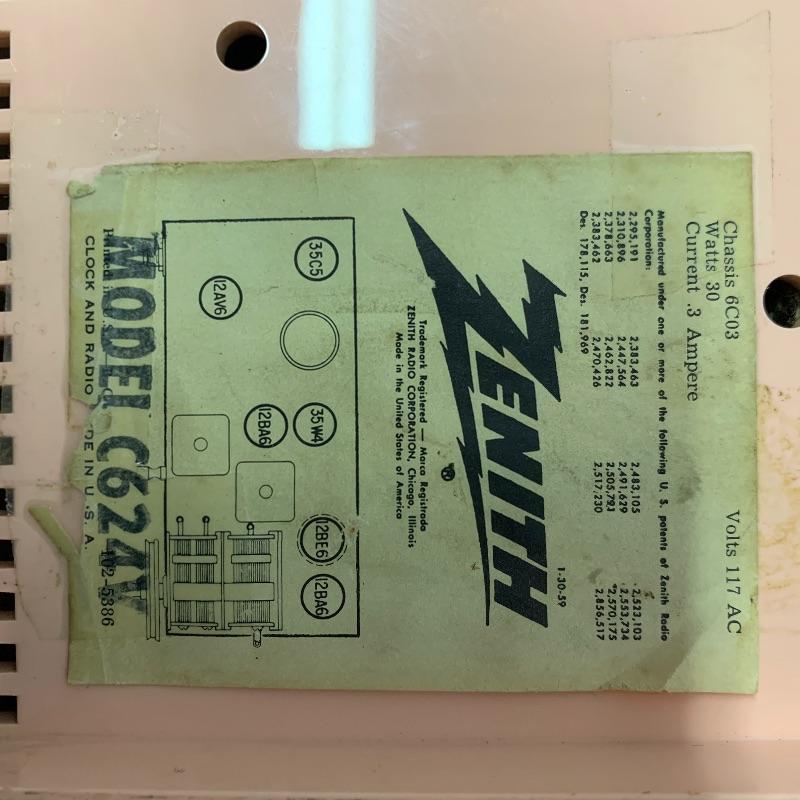 Chassis 6C03 Volts 117 AC
Watts 30
Current .3 Ampere
Manufactured under one or more of the following U. S. patents of Zenith Radio
Corporation:
2,295,191 2,383,463 2,483,105 2,523,103
2,310,896 2,447,564 2,491,629 2,553,734
2,378,663 2,462,822 2,505,791 2,570,175
2,383,462 2,470,426 2,517,230 2,856,517
Des. 178,115, Des. 181,969
1-30-59
ZENITH
®
Trademark Registered — Marca Registrada
ZENITH RADIO CORPORATION, Chicago, Illinois
Made in the United States of America
35C5 35W4 12BE6 12BA6
12BA6
12AV6
MODEL C624
Printed in U.S. 102-5386
CLOCK AND RADIO DE IN U. S. A.